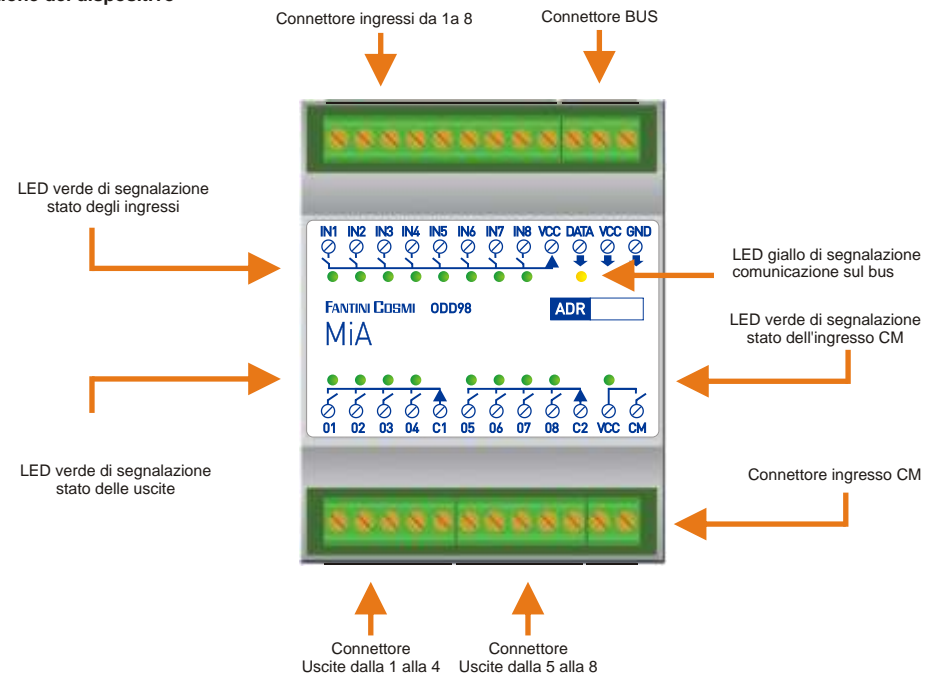 Connettore ingressi da 1a 8
Connettore BUS
LED verde di segnalazione
stato degli ingressi
IN1 IN2 IN3 IN4 IN5 IN6 IN7 IN8 VCC DATA VCC GND
LED giallo di segnalazione
comunicazione sul bus
FANTINI COSMI ODD98
ADR
MiA
LED verde di segnalazione
stato dell'ingresso CM
01 02 03 04 C1 05 06 07 08 C2 VCC CM
LED verde di segnalazione
stato delle uscite
Connettore ingresso CM
Connettore
Uscite dalla 1 alla 4
Connettore
Uscite dalla 5 alla 8